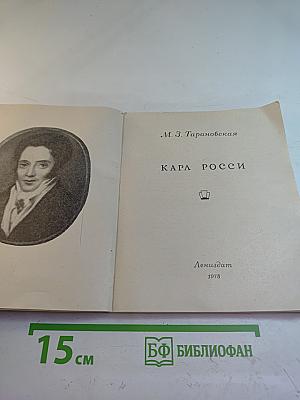 М. З. Тарановская
КАРЛ РОССИ
Лениздат
1978
15 см
БФ БИБЛИОФАН